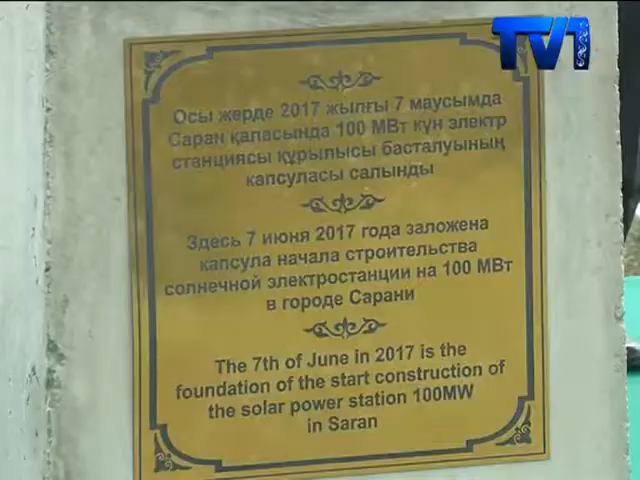 TV1
Осы жерде 2017 жылғы 7 маусымда
Саран қаласында 100 МВт күн электр
станциясы құрылысы басталуының
капсуласы салынды
Здесь 7 июня 2017 года заложена
капсула начала строительства
солнечной электростанции на 100 МВт
в городе Сарани
The 7th of June in 2017 is the
foundation of the start construction of
the solar power station 100MW
in Saran